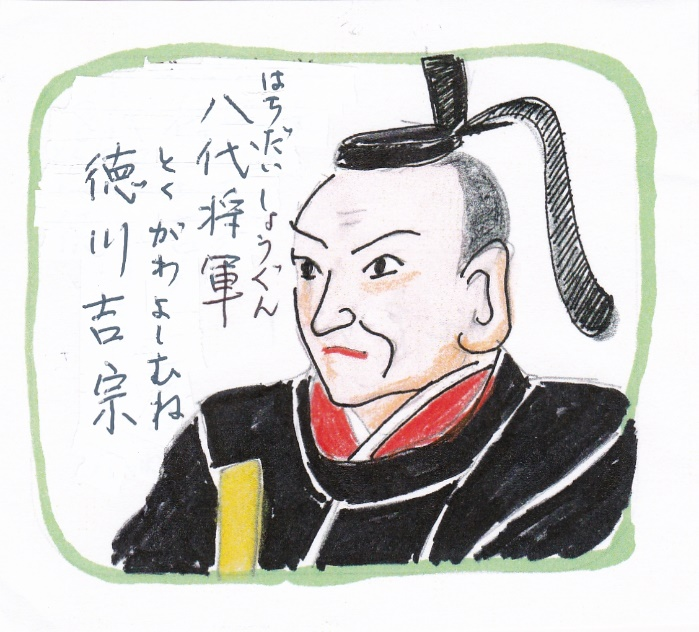 はちだいしょうぐん
八代将軍
とくがわよしむね
徳川吉宗